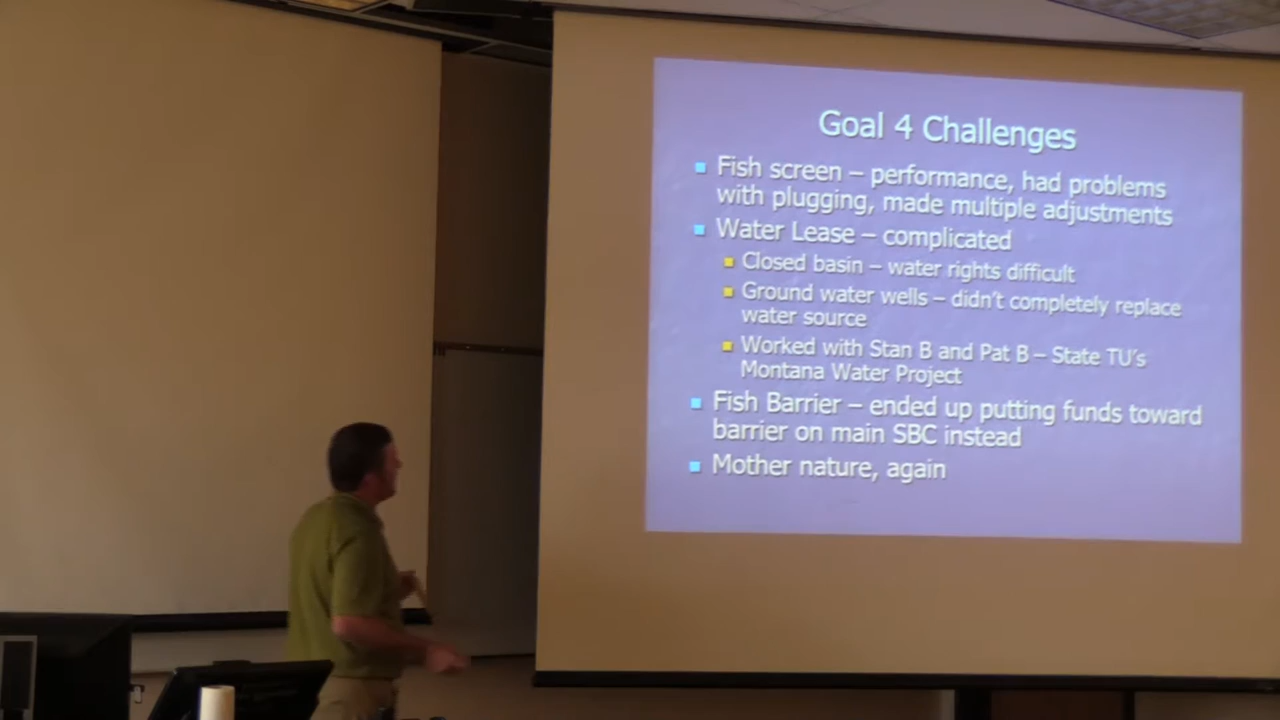 Goal 4 Challenges
Fish screen – performance, had problems
with plugging, made multiple adjustments
Water Lease – complicated
Closed basin – water rights difficult
Ground water wells – didn't completely replace
water source
Worked with Stan B and Pat B – State TU's
Montana Water Project
Fish Barrier – ended up putting funds toward
barrier on main SBC instead
Mother nature, again